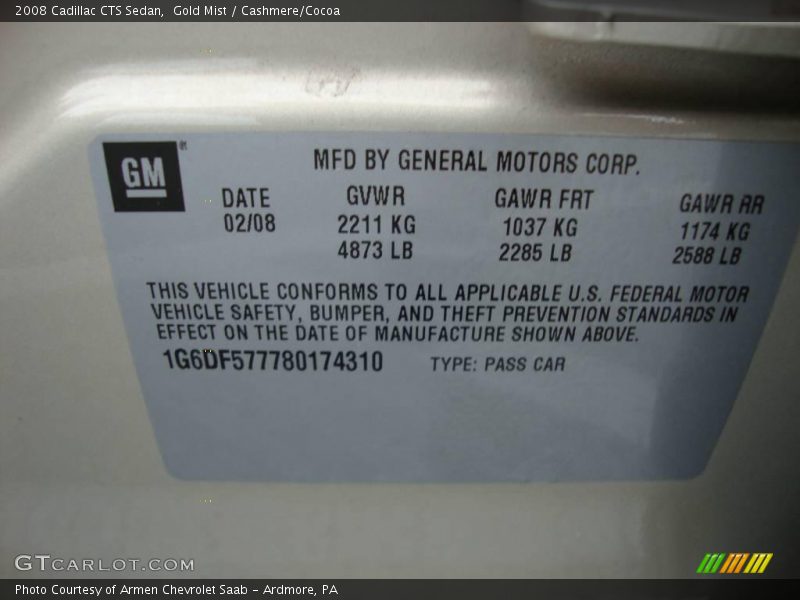 2008 Cadillac CTS Sedan,  Gold Mist / Cashmere/Cocoa
GM
MFD BY GENERAL MOTORS CORP.
DATE GVWR GAWR FRT GAWR RR
02/08 2211 KG 1037 KG 1174 KG
4873 LB 2285 LB 2588 LB
THIS VEHICLE CONFORMS TO ALL APPLICABLE U.S. FEDERAL MOTOR
VEHICLE SAFETY, BUMPER, AND THEFT PREVENTION STANDARDS IN
EFFECT ON THE DATE OF MANUFACTURE SHOWN ABOVE.
1G6DF577780174310 TYPE: PASS CAR
GTCARLOT.COM
Photo Courtesy of Armen Chevrolet Saab - Ardmore, PA